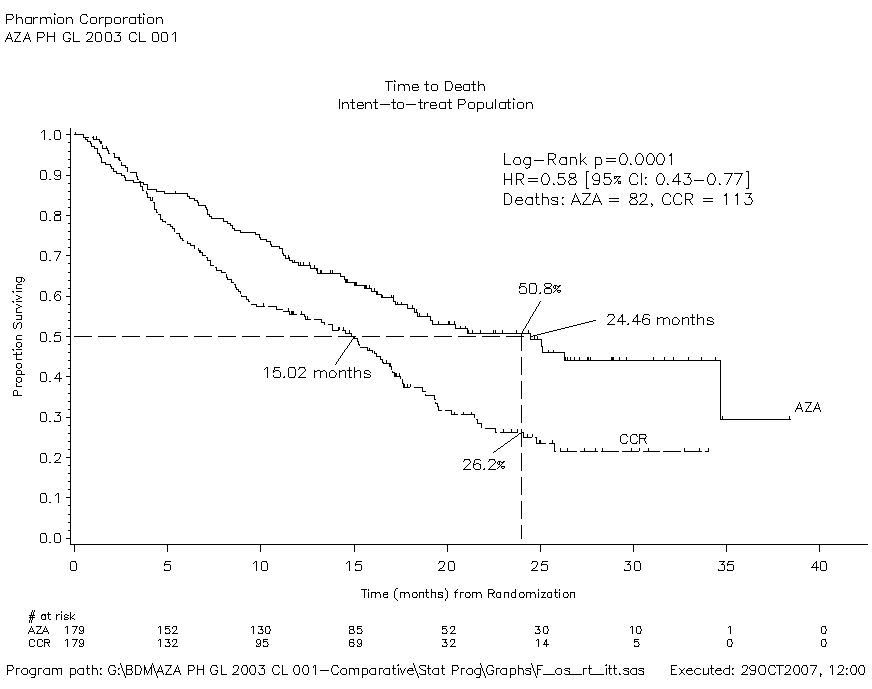 Pharmion Corporation
AZA PH GL 2003 CL 001
Time to Death
Intent-to-treat Population
Log-Rank p=0.0001
HR=0.58 [95% CI: 0.43-0.77]
Deaths: AZA = 82, CCR = 113
1.0
0.9
0.8
0.7
0.6
0.5
0.4
0.3
0.2
0.1
0.0
Proportion Surviving
50.8%
24.46 months
15.02 months
AZA
CCR
26.2%
0 5 10 15 20 25 30 35 40
Time (months) from Randomization
# at risk
AZA 179 152 130 85 52 30 10 1 0
CCR 179 132 95 69 32 14 5 0 0
Program path: G:\BDM\AZA PH GL 2003 CL 001-Comparative\Stat Prog\Graphs\F_os_rt_itt.sas Executed: 29OCT2007, 12:00